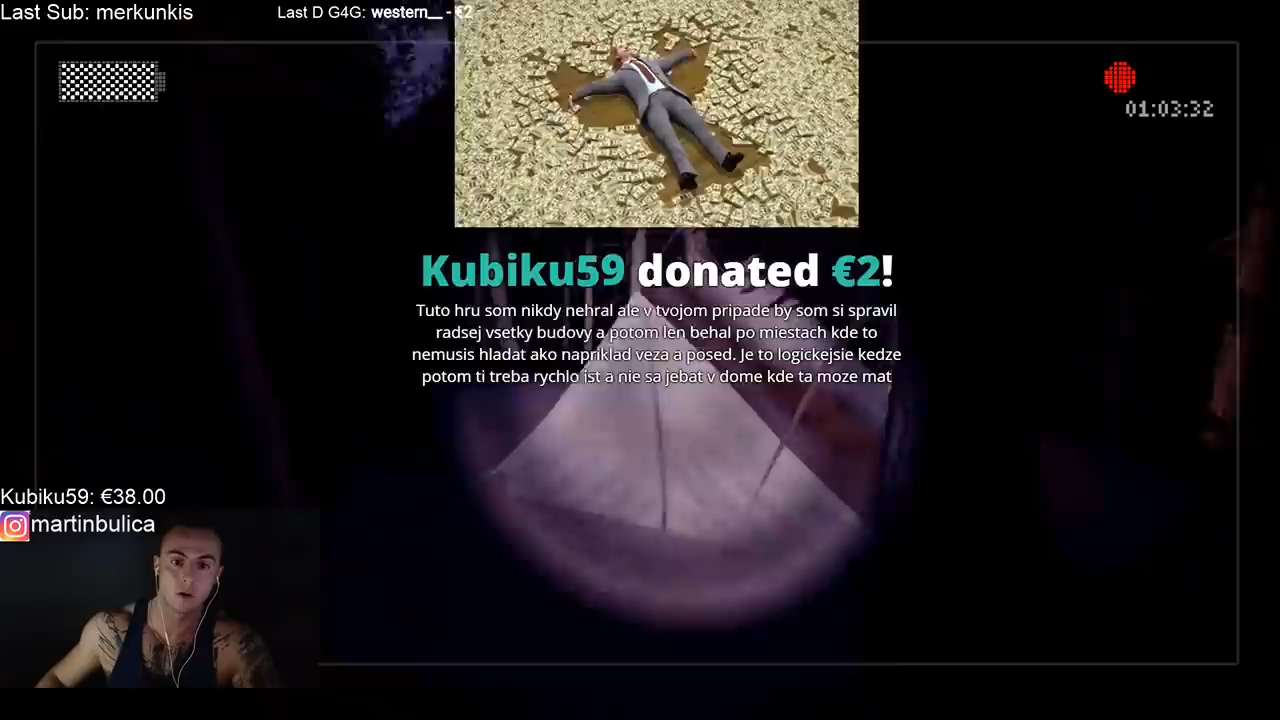 Last Sub: merkunkis
Last D G4G: western__ - €2
01:03:32
Kubiku59 donated €2!
Tuto hru som nikdy nehral ale v tvojom pripade by som si spravil
radsej vsetky budovy a potom len behal po miestach kde to
nemusis hladat ako napriklad veza a posed. Je to logickejsie kedze
potom ti treba rychlo ist a nie sa jebat v dome kde ta moze mat
Kubiku59: €38.00
martinbulica